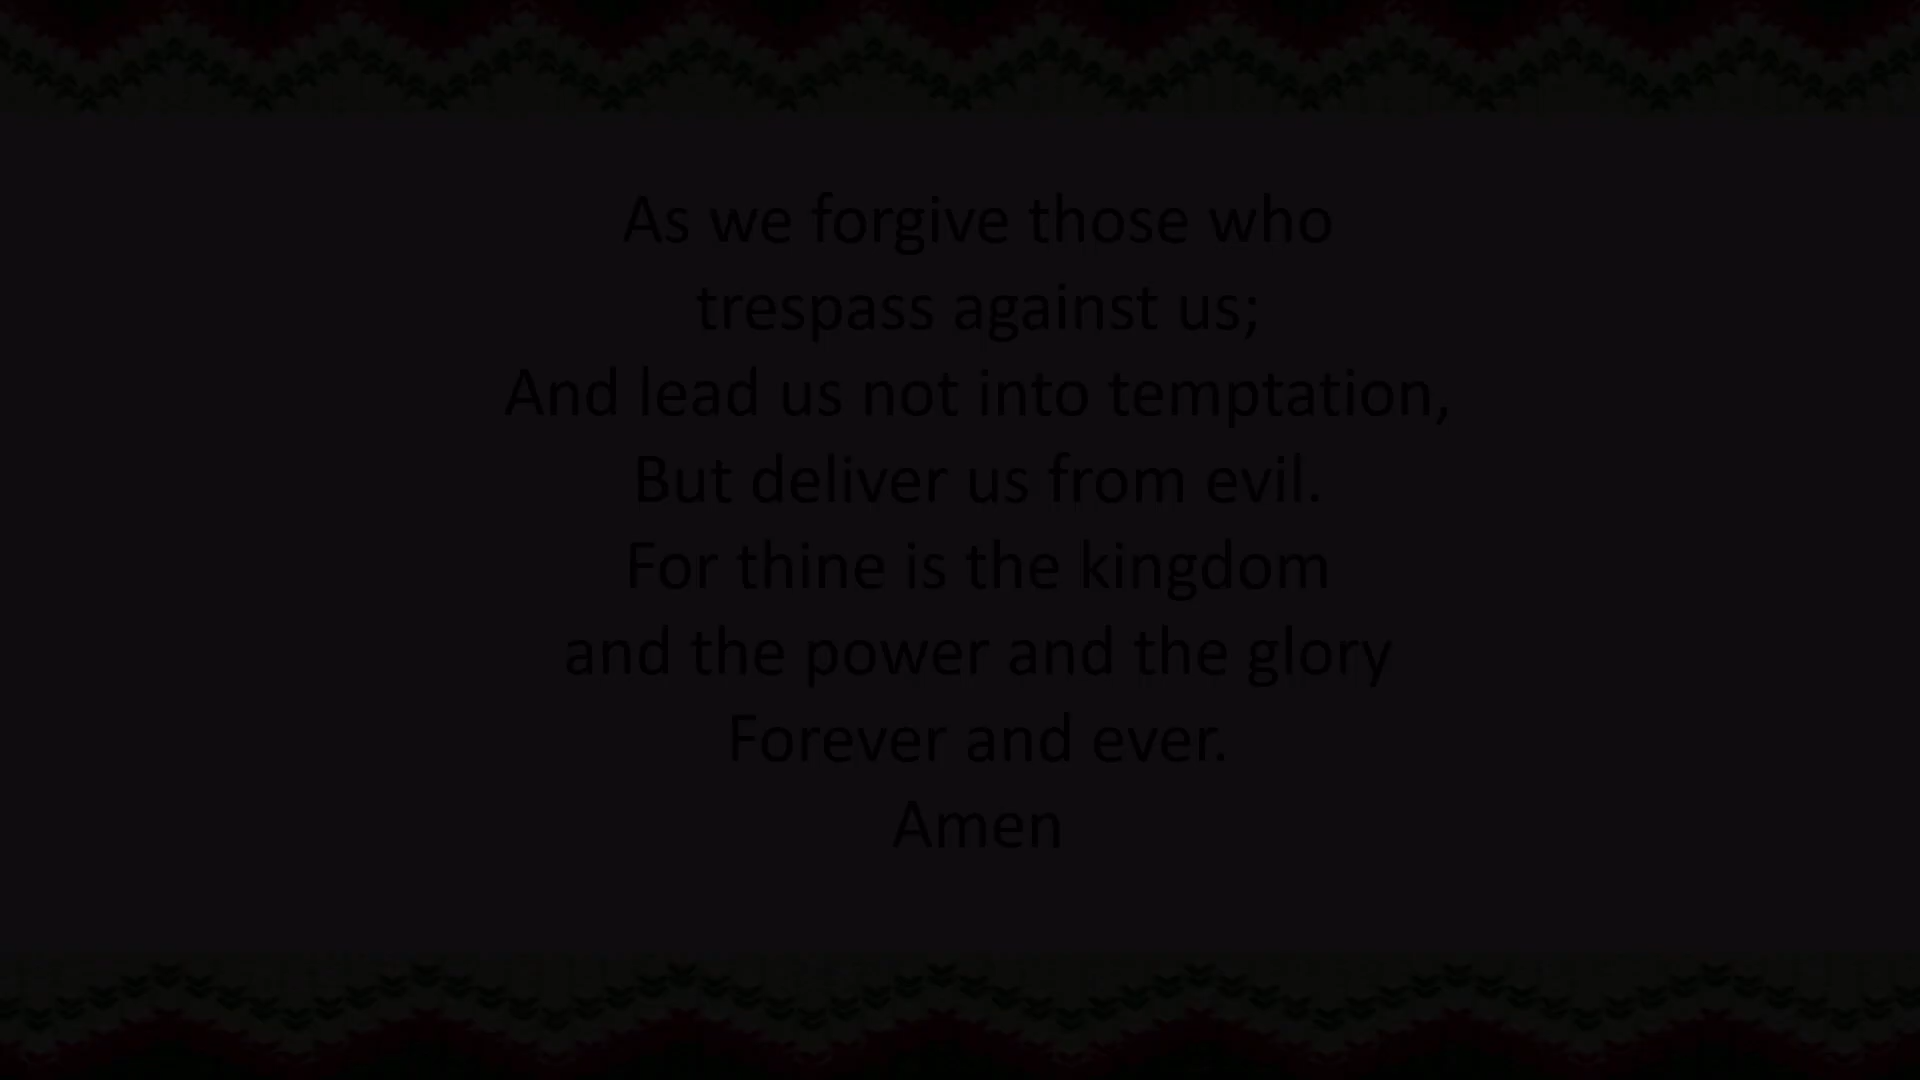 As we forgive those who
trespass against us;
And lead us not into temptation,
But deliver us from evil.
For thine is the kingdom
and the power and the glory
Forever and ever.
Amen